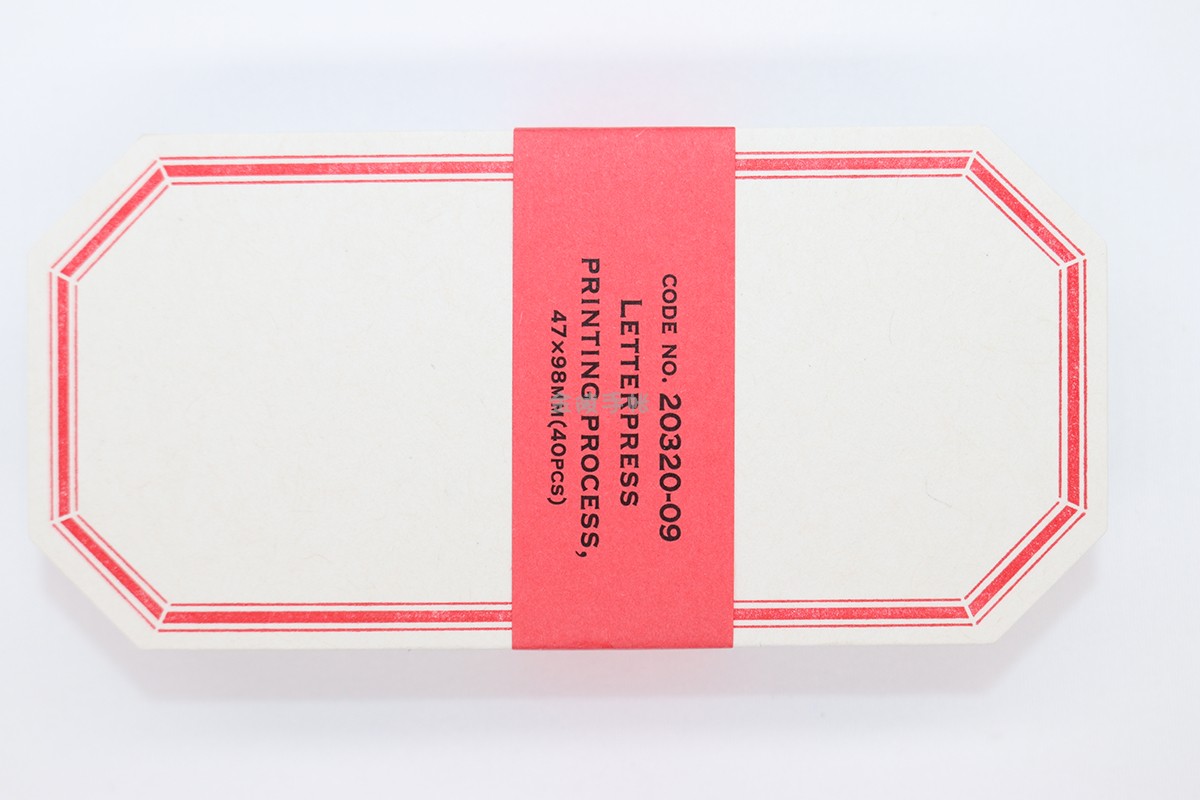 CODE NO. 20320-09
LETTERPRESS
PRINTING PROCESS,
47×98MM(40PCS)